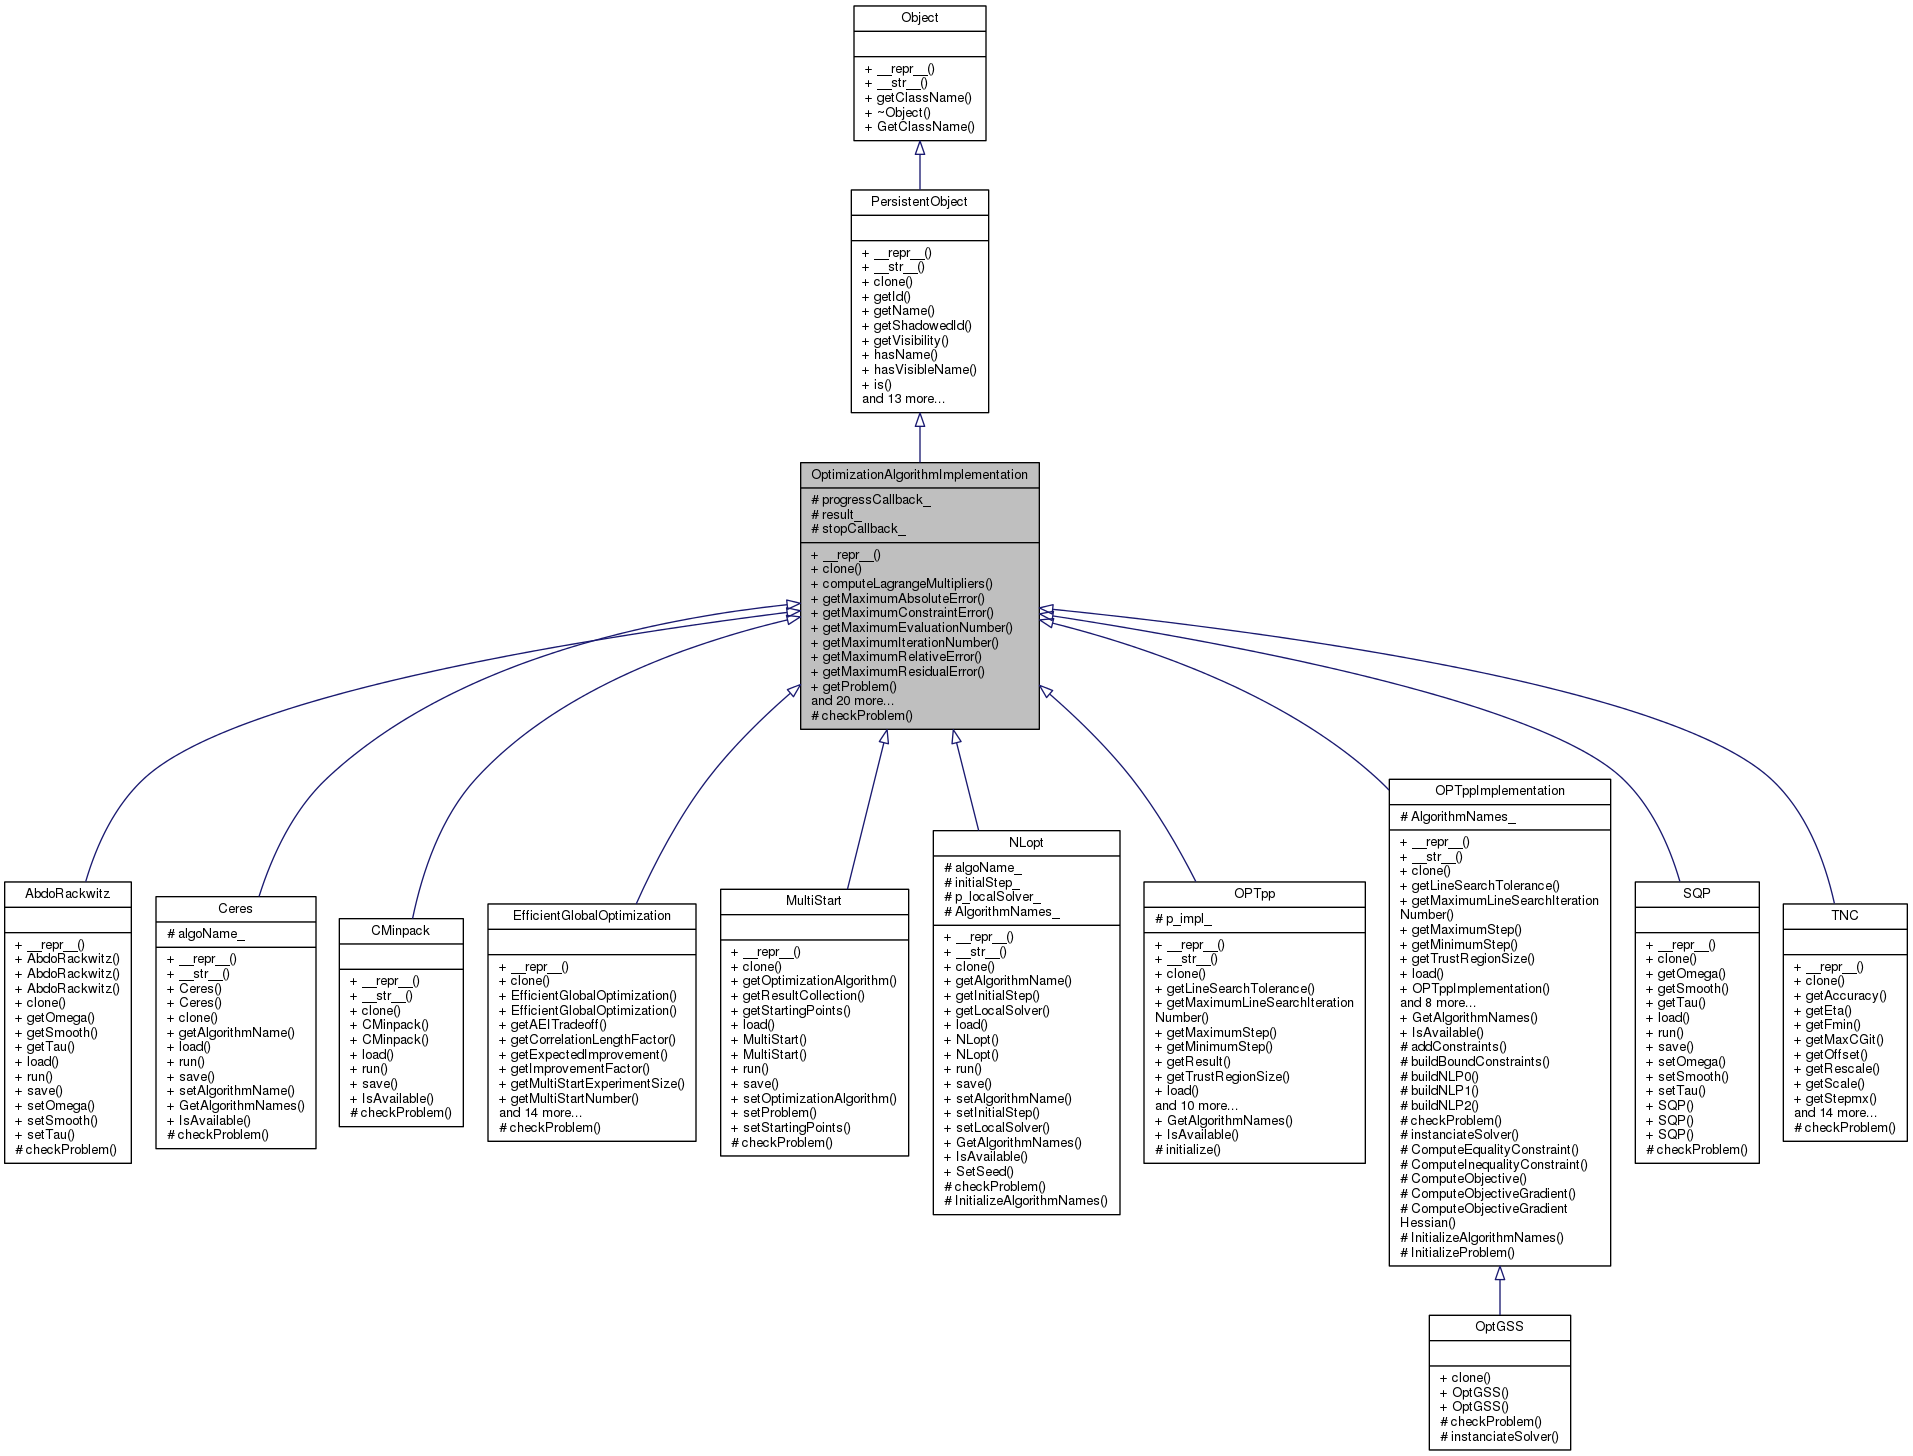 Object
+ __repr__()
+ __str__()
+ getClassName()
+ ~Object()
+ GetClassName()
PersistentObject
+ __repr__()
+ __str__()
+ clone()
+ getId()
+ getName()
+ getShadowedId()
+ getVisibility()
+ hasName()
+ hasVisibleName()
+ is()
and 13 more...
OptimizationAlgorithmImplementation
# progressCallback_
# result_
# stopCallback_
+ __repr__()
+ clone()
+ computeLagrangeMultipliers()
+ getMaximumAbsoluteError()
+ getMaximumConstraintError()
+ getMaximumEvaluationNumber()
+ getMaximumIterationNumber()
+ getMaximumRelativeError()
+ getMaximumResidualError()
+ getProblem()
and 20 more...
# checkProblem()
AbdoRackwitz
+ __repr__()
+ AbdoRackwitz()
+ AbdoRackwitz()
+ AbdoRackwitz()
+ clone()
+ getOmega()
+ getSmooth()
+ getTau()
+ load()
+ run()
+ save()
+ setOmega()
+ setSmooth()
+ setTau()
# checkProblem()
Ceres
# algoName_
+ __repr__()
+ __str__()
+ Ceres()
+ Ceres()
+ clone()
+ getAlgorithmName()
+ load()
+ run()
+ save()
+ setAlgorithmName()
+ GetAlgorithmNames()
+ IsAvailable()
# checkProblem()
CMinpack
+ __repr__()
+ __str__()
+ clone()
+ CMinpack()
+ CMinpack()
+ load()
+ run()
+ save()
+ IsAvailable()
# checkProblem()
EfficientGlobalOptimization
+ __repr__()
+ clone()
+ EfficientGlobalOptimization()
+ EfficientGlobalOptimization()
+ getAEITradeoff()
+ getCorrelationLengthFactor()
+ getExpectedImprovement()
+ getImprovementFactor()
+ getMultiStartExperimentSize()
+ getMultiStartNumber()
and 14 more...
# checkProblem()
MultiStart
+ __repr__()
+ clone()
+ getOptimizationAlgorithm()
+ getResultCollection()
+ getStartingPoints()
+ load()
+ MultiStart()
+ MultiStart()
+ run()
+ save()
+ setOptimizationAlgorithm()
+ setProblem()
+ setStartingPoints()
# checkProblem()
NLopt
# algoName_
# initialStep_
# p_localSolver_
# AlgorithmNames_
+ __repr__()
+ __str__()
+ clone()
+ getAlgorithmName()
+ getInitialStep()
+ getLocalSolver()
+ load()
+ NLopt()
+ NLopt()
+ run()
+ save()
+ setAlgorithmName()
+ setInitialStep()
+ setLocalSolver()
+ GetAlgorithmNames()
+ IsAvailable()
+ SetSeed()
# checkProblem()
# InitializeAlgorithmNames()
OPTpp
# p_impl_
+ __repr__()
+ __str__()
+ clone()
+ getLineSearchTolerance()
+ getMaximumLineSearchIteration
Number()
+ getMaximumStep()
+ getMinimumStep()
+ getResult()
+ getTrustRegionSize()
+ load()
and 10 more...
+ GetAlgorithmNames()
+ IsAvailable()
# initialize()
OPTppImplementation
# AlgorithmNames_
+ __repr__()
+ __str__()
+ clone()
+ getLineSearchTolerance()
+ getMaximumLineSearchIteration
Number()
+ getMaximumStep()
+ getMinimumStep()
+ getTrustRegionSize()
+ load()
+ OPTppImplementation()
and 8 more...
+ GetAlgorithmNames()
+ IsAvailable()
# addConstraints()
# buildBoundConstraints()
# buildNLP0()
# buildNLP1()
# buildNLP2()
# checkProblem()
# instanciateSolver()
# ComputeEqualityConstraint()
# ComputeInequalityConstraint()
# ComputeObjective()
# ComputeObjectiveGradient()
# ComputeObjectiveGradient
Hessian()
# InitializeAlgorithmNames()
# InitializeProblem()
SQP
+ __repr__()
+ clone()
+ getOmega()
+ getSmooth()
+ getTau()
+ load()
+ run()
+ save()
+ setOmega()
+ setSmooth()
+ setTau()
+ SQP()
+ SQP()
+ SQP()
# checkProblem()
TNC
+ __repr__()
+ clone()
+ getAccuracy()
+ getEta()
+ getFmin()
+ getMaxCGit()
+ getOffset()
+ getRescale()
+ getScale()
+ getStepmx()
and 14 more...
# checkProblem()
OptGSS
+ clone()
+ OptGSS()
+ OptGSS()
# checkProblem()
# instanciateSolver()